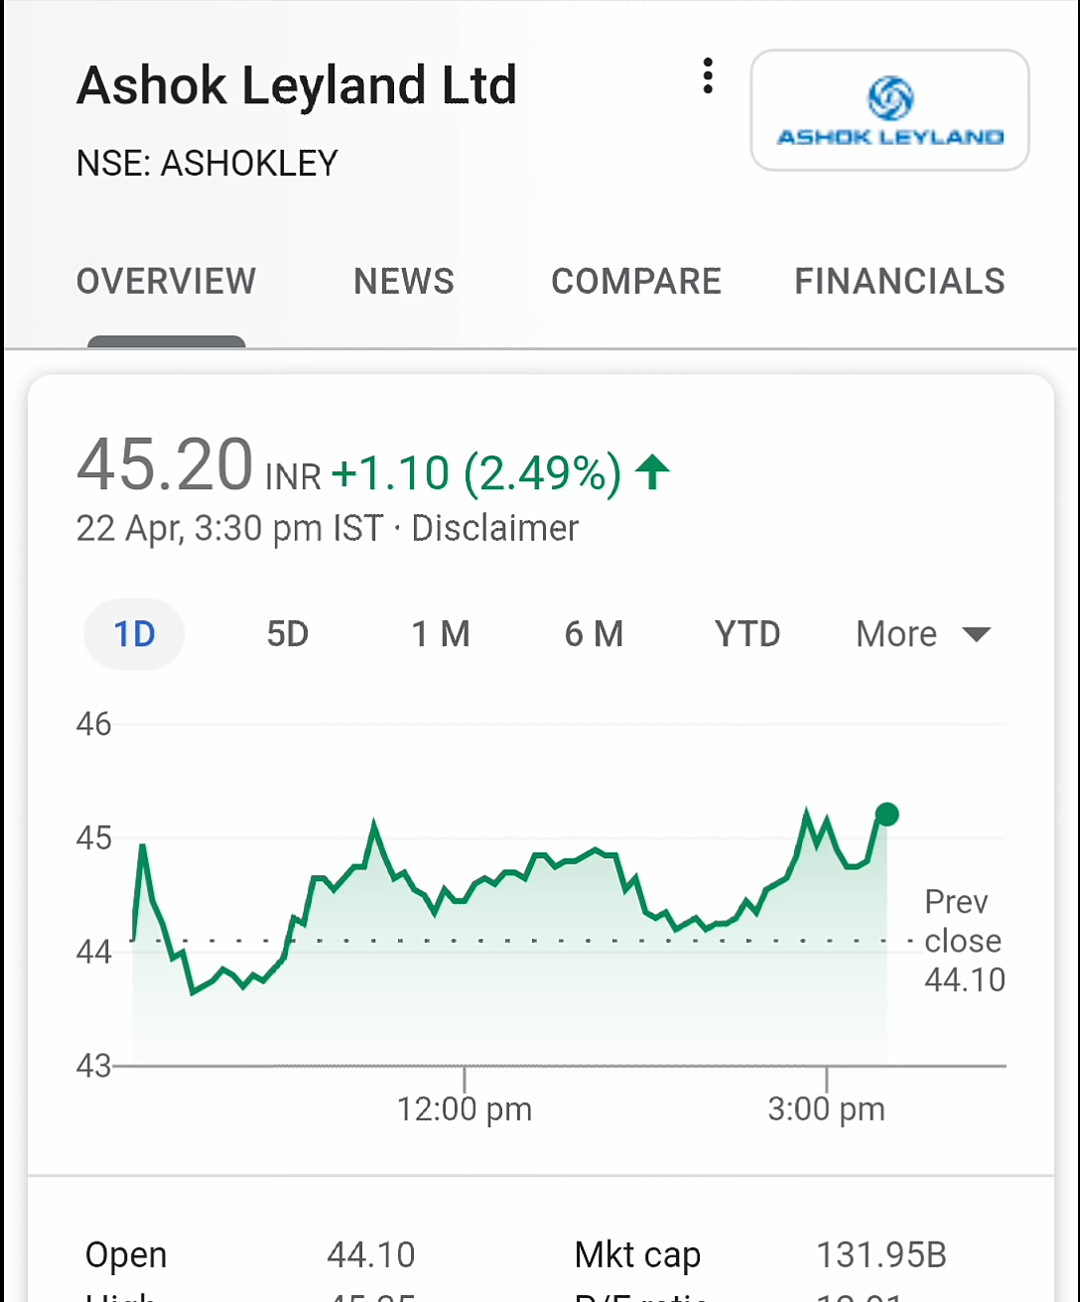 Ashok Leyland Ltd
NSE: ASHOKLEY
ASHOK LEYLAND
OVERVIEW NEWS COMPARE FINANCIALS
45.20 INR +1.10 (2.49%)
22 Apr, 3:30 pm IST · Disclaimer
1D 5D 1 M 6 M YTD More
46
45
44
43
Prev
close
44.10
12:00 pm 3:00 pm
Open 44.10 Mkt cap 131.95B